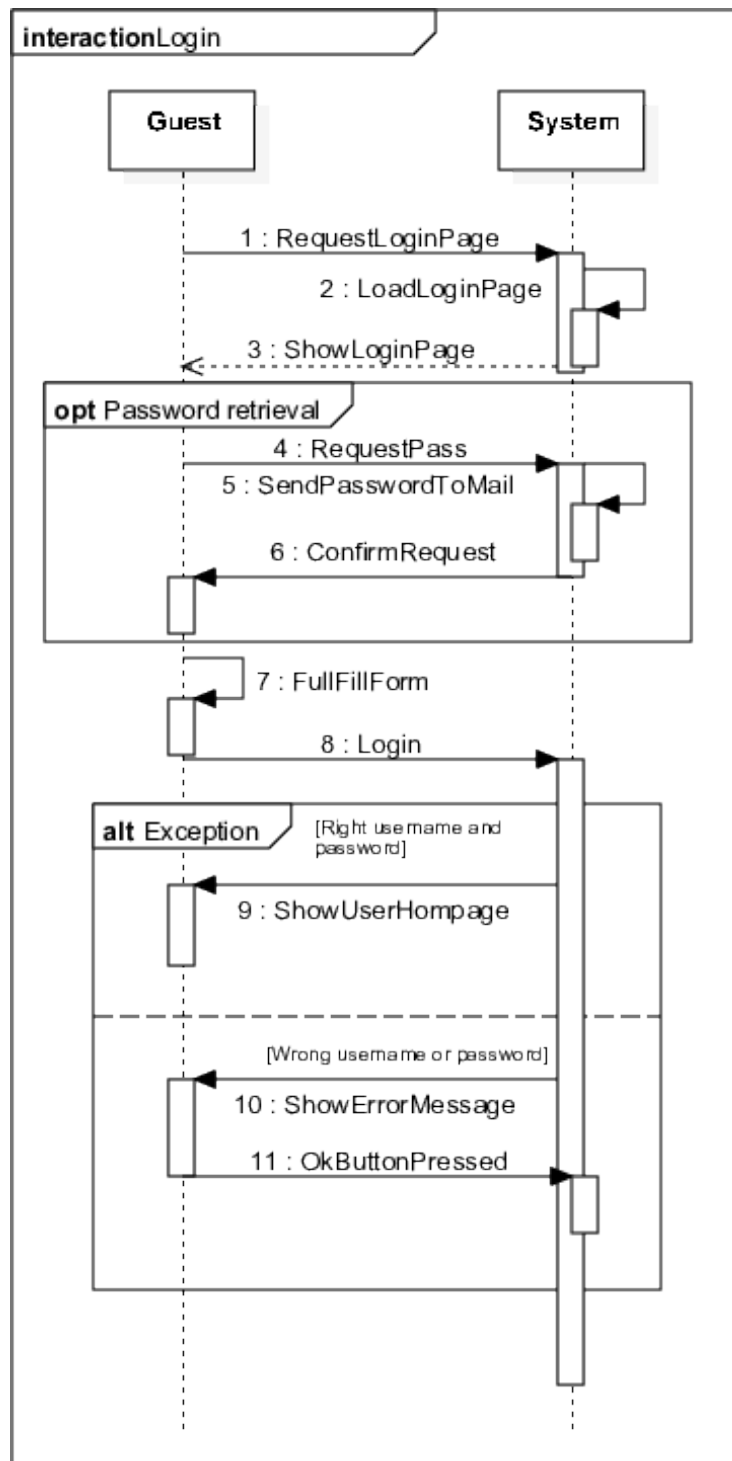 interactionLogin
Guest
System
1 : RequestLoginPage
2 : LoadLoginPage
3 : ShowLoginPage
opt Password retrieval
4 : RequestPass
5 : SendPasswordToMail
6 : ConfirmRequest
7 : FullFillForm
8 : Login
alt Exception
[Right username and
password]
9 : ShowUserHompage
[Wrong username or password]
10 : ShowErrorMessage
11 : OkButtonPressed